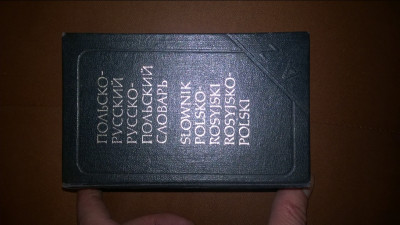 ПОЛЬСКО-
РУССКИЙ
РУССКО-
ПОЛЬСКИЙ
СЛОВАРЬ
SŁOWNIK
POLSKO-
ROSYJSKI
ROSYJSKO-
POLSKI